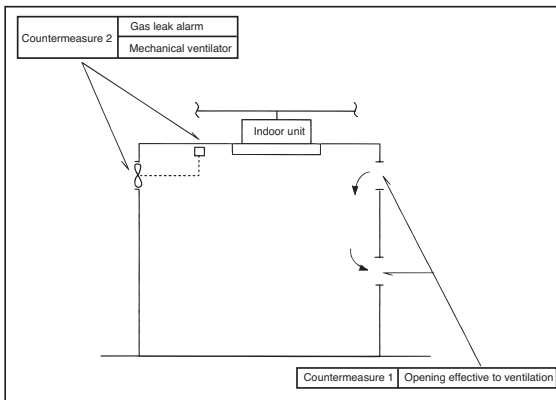 Countermeasure 2
Gas leak alarm
Mechanical ventilator
Indoor unit
Countermeasure 1
Opening effective to ventilation